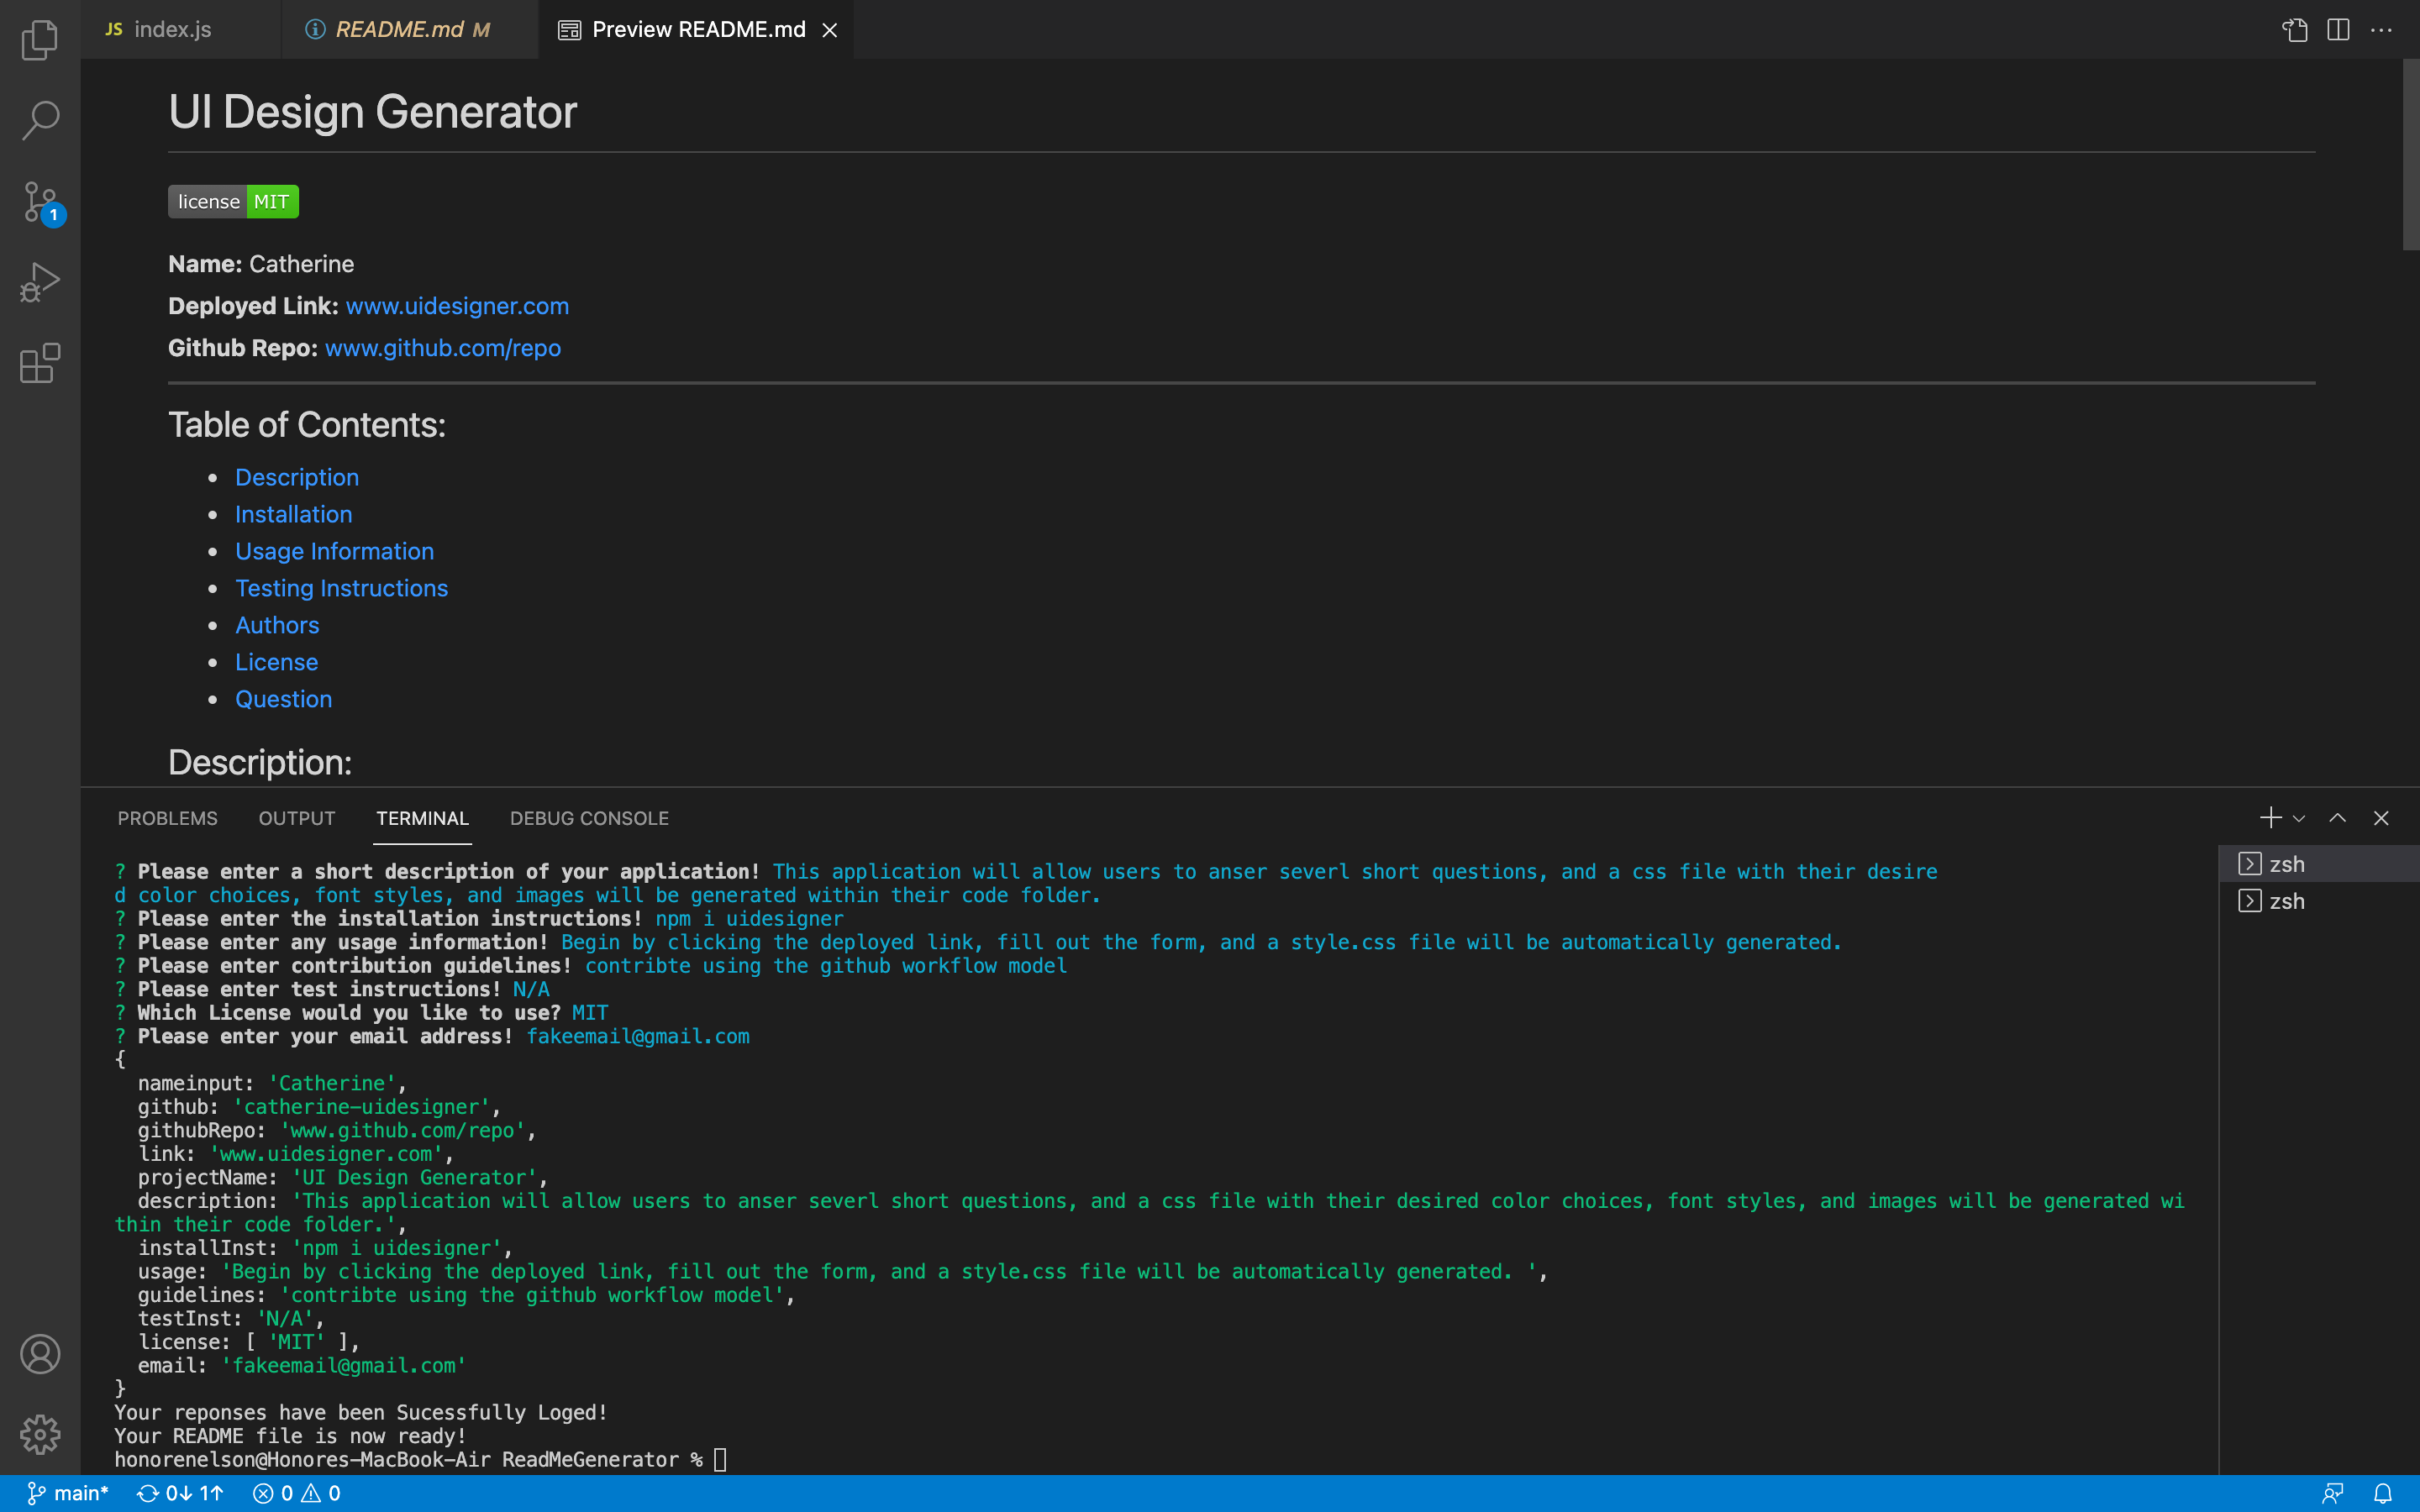 JS index.js README.md M Preview README.md
UI Design Generator
license MIT
1
Name: Catherine
Deployed Link: www.uidesigner.com
Github Repo: www.github.com/repo
Table of Contents:
Description
Installation
Usage Information
Testing Instructions
Authors
License
Question
Description:
PROBLEMS OUTPUT TERMINAL DEBUG CONSOLE
zsh
zsh
? Please enter a short description of your application! This application will allow users to anser severl short questions, and a css file with their desire
d color choices, font styles, and images will be generated within their code folder.
? Please enter the installation instructions! npm i uidesigner
? Please enter any usage information! Begin by clicking the deployed link, fill out the form, and a style.css file will be automatically generated.
? Please enter contribution guidelines! contribte using the github workflow model
? Please enter test instructions! N/A
? Which License would you like to use? MIT
? Please enter your email address! fakeemail@gmail.com
{
  nameinput: 'Catherine',
  github: 'catherine-uidesigner',
  githubRepo: 'www.github.com/repo',
  link: 'www.uidesigner.com',
  projectName: 'UI Design Generator',
  description: 'This application will allow users to anser severl short questions, and a css file with their desired color choices, font styles, and images will be generated wi
thin their code folder.',
  installInst: 'npm i uidesigner',
  usage: 'Begin by clicking the deployed link, fill out the form, and a style.css file will be automatically generated. ',
  guidelines: 'contribte using the github workflow model',
  testInst: 'N/A',
  license: [ 'MIT' ],
  email: 'fakeemail@gmail.com'
}
Your reponses have been Sucessfully Loged!
Your README file is now ready!
honorenelson@Honores-MacBook-Air ReadMeGenerator %
main* 0↓ 1↑ 0 0